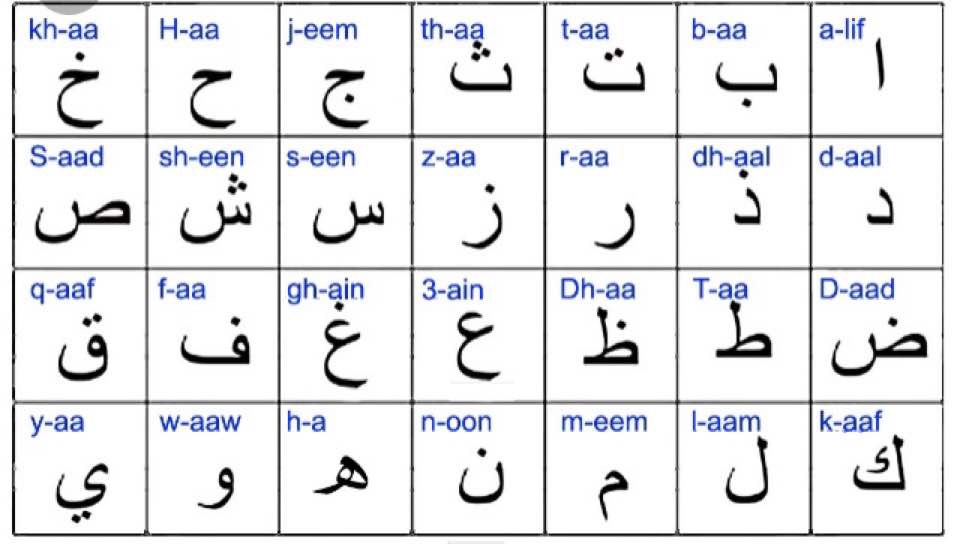 a-lif b-aa t-aa th-aa j-eem H-aa kh-aa
ا ب ت ث ج ح خ
d-aal dh-aal r-aa z-aa s-een sh-een S-aad
د ذ ر ز س ش ص
D-aad T-aa Dh-aa 3-ain gh-ain f-aa q-aaf
ض ط ظ ع غ ف ق
k-aaf l-aam m-eem n-oon h-a w-aaw y-aa
ك ل م ن ه و ي